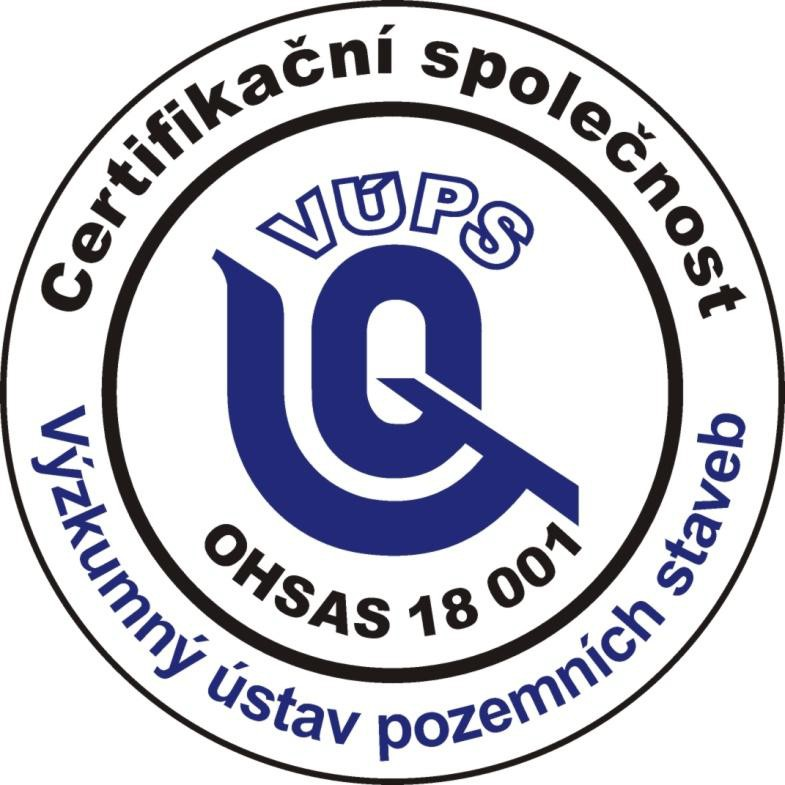 Certifikační společnost
VÚPS
OHSAS 18 001
Výzkumný ústav pozemních staveb